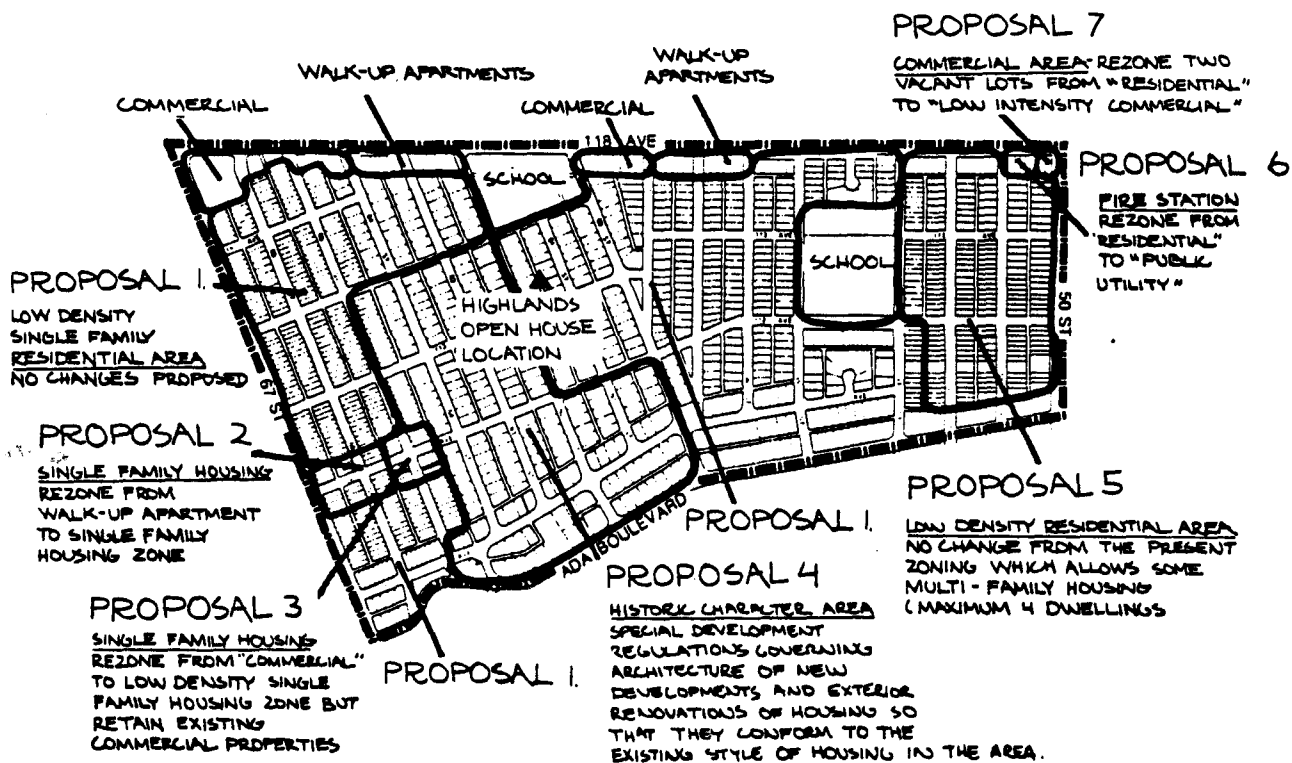 PROPOSAL 7
COMMERCIAL AREA-REZONE TWO
VACANT LOTS FROM "RESIDENTIAL"
TO "LOW INTENSITY COMMERCIAL"
WALK-UP
APARTMENTS
WALK-UP APARTMENTS
COMMERCIAL
COMMERCIAL
118 AVE
SCHOOL
PROPOSAL 6
FIRE STATION
REZONE FROM
"RESIDENTIAL"
TO "PUBLIC
UTILITY"
SCHOOL
PROPOSAL 1.
LOW DENSITY
SINGLE FAMILY
RESIDENTIAL AREA
NO CHANGES PROPOSED
HIGHLANDS
OPEN HOUSE
LOCATION
50 ST
67 ST
PROPOSAL 2
SINGLE FAMILY HOUSING
REZONE FROM
WALK-UP APARTMENT
TO SINGLE FAMILY
HOUSING ZONE
PROPOSAL 5
LOW DENSITY RESIDENTIAL AREA
NO CHANGE FROM THE PRESENT
ZONING WHICH ALLOWS SOME
MULTI-FAMILY HOUSING
(MAXIMUM 4 DWELLINGS
PROPOSAL 1.
ADA BOULEVARD
PROPOSAL 4
HISTORIC CHARACTER AREA
SPECIAL DEVELOPMENT
REGULATIONS GOVERNING
ARCHITECTURE OF NEW
DEVELOPMENTS AND EXTERIOR
RENOVATIONS OF HOUSING SO
THAT THEY CONFORM TO THE
EXISTING STYLE OF HOUSING IN THE AREA.
PROPOSAL 3
SINGLE FAMILY HOUSING
REZONE FROM "COMMERCIAL"
TO LOW DENSITY SINGLE
FAMILY HOUSING ZONE BUT
RETAIN EXISTING
COMMERCIAL PROPERTIES
PROPOSAL 1.